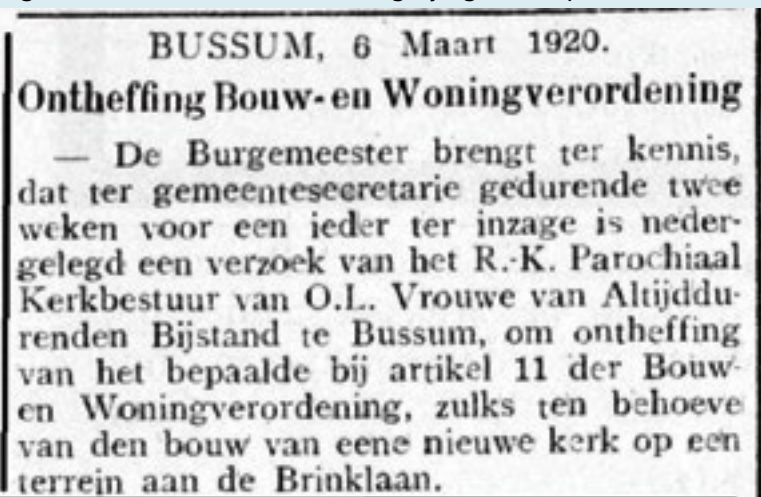 BUSSUM, 6 Maart 1920.
Ontheffing Bouw- en Woningverordening
— De Burgemeester brengt ter kennis,
dat ter gemeentesecretarie gedurende twee
weken voor een ieder ter inzage is neder-
gelegd een verzoek van het R.-K. Parochiaal
Kerkbestuur van O.L. Vrouwe van Altijddu-
renden Bijstand te Bussum, om ontheffing
van het bepaalde bij artikel 11 der Bouw-
en Woningverordening, zulks ten behoeve
van den bouw van eene nieuwe kerk op een
terrein aan de Brinklaan.